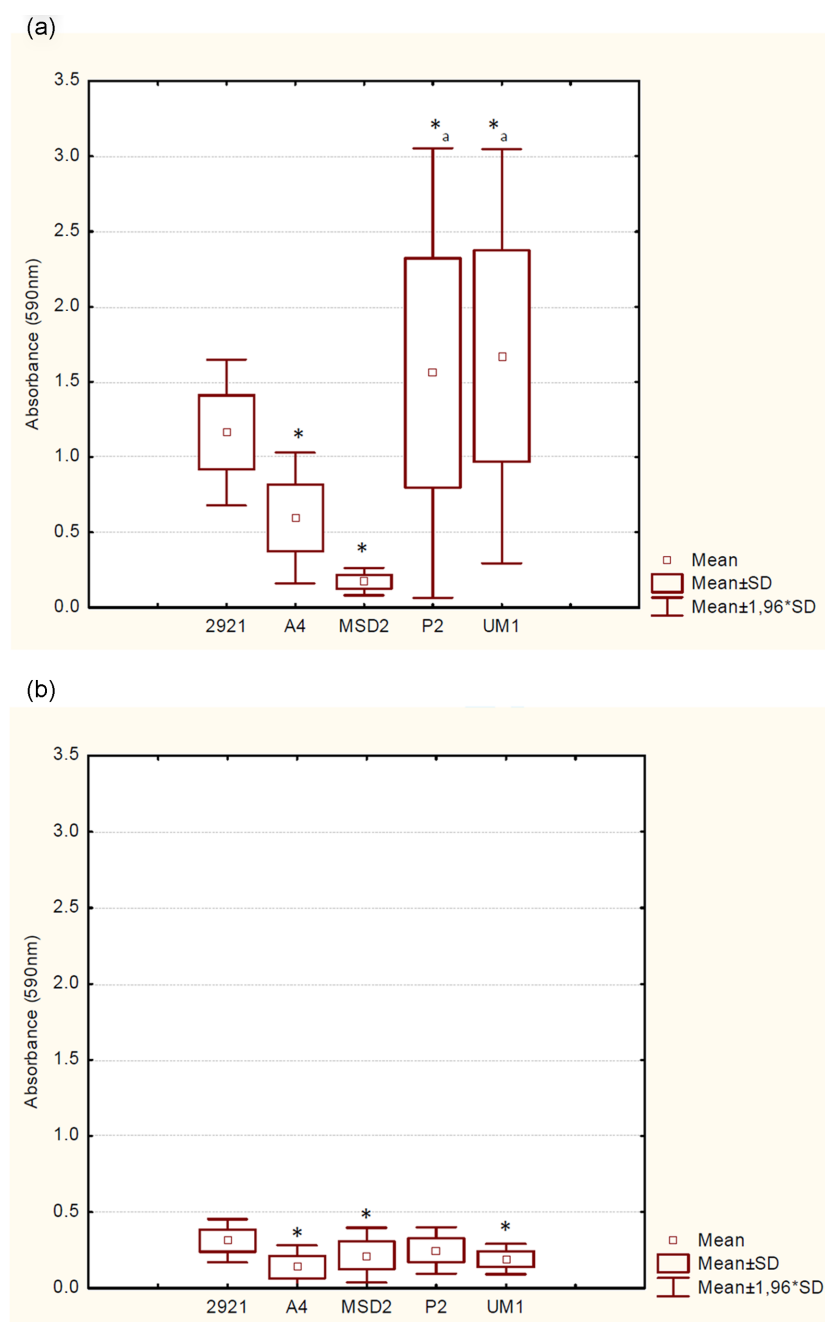 (a)
3.5
* a * a
3.0
2.5
2.0
Absorbance (590nm)
1.5
*
1.0
*
0.5
Mean
Mean±SD
0.0
Mean±1,96*SD
2921 A4 MSD2 P2 UM1
(b)
3.5
3.0
2.5
2.0
Absorbance (590nm)
1.5
1.0
0.5
* * *
Mean
Mean±SD
0.0
Mean±1,96*SD
2921 A4 MSD2 P2 UM1